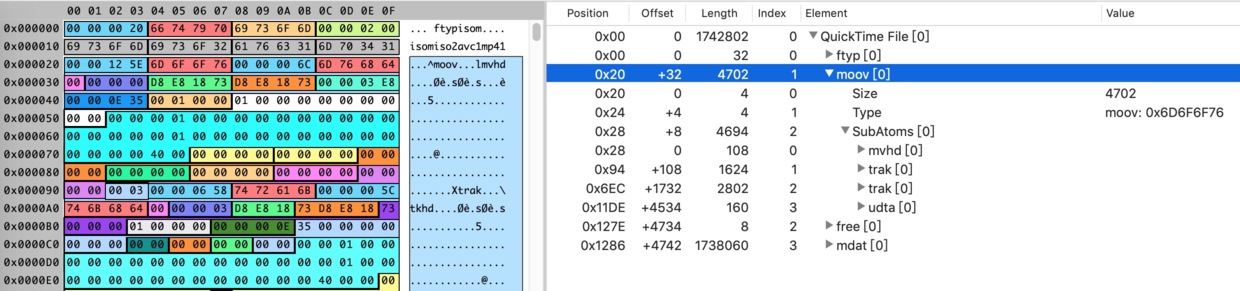 00 01 02 03 04 05 06 07 08 09 0A 0B 0C 0D 0E 0F
0x000000 00 00 00 20 66 74 79 70 69 73 6F 6D 00 00 02 00 ... ftypisom....
0x000010 69 73 6F 6D 69 73 6F 32 61 76 63 31 6D 70 34 31 isomiso2avc1mp41
0x000020 00 00 12 5E 6D 6F 6F 76 00 00 00 6C 6D 76 68 64 ...^moov...lmvhd
0x000030 00 00 00 00 D8 E8 18 73 D8 E8 18 73 00 00 03 E8 ....Øè.sØè.s...è
0x000040 00 00 0E 35 00 01 00 00 01 00 00 00 00 00 00 00 ...5............
0x000050 00 00 00 00 00 01 00 00 00 00 00 00 00 00 00 00 ................
0x000060 00 00 00 00 00 01 00 00 00 00 00 00 00 00 00 00 ................
0x000070 00 00 00 00 40 00 00 00 00 00 00 00 00 00 00 00 ....@...........
0x000080 00 00 00 00 00 00 00 00 00 00 00 00 00 00 00 00 ................
0x000090 00 00 00 03 00 00 06 58 74 72 61 6B 00 00 00 5C .......Xtrak...\
0x0000A0 74 6B 68 64 00 00 00 03 D8 E8 18 73 D8 E8 18 73 tkhd....Øè.sØè.s
0x0000B0 00 00 00 01 00 00 00 00 00 00 0E 35 00 00 00 00 ...........5....
0x0000C0 00 00 00 00 00 00 00 00 00 00 00 00 00 01 00 00 ................
0x0000D0 00 00 00 00 00 00 00 00 00 00 00 00 00 01 00 00 ................
0x0000E0 00 00 00 00 00 00 00 00 00 00 00 00 40 00 00 00 ............@...
Position Offset Length Index Element Value
0x00 0 1742802 0 QuickTime File [0]
0x00 0 32 0 ftyp [0]
0x20 +32 4702 1 moov [0]
0x20 0 4 0 Size 4702
0x24 +4 4 1 Type moov: 0x6D6F6F76
0x28 +8 4694 2 SubAtoms [0]
0x28 0 108 0 mvhd [0]
0x94 +108 1624 1 trak [0]
0x6EC +1732 2802 2 trak [0]
0x11DE +4534 160 3 udta [0]
0x127E +4734 8 2 free [0]
0x1286 +4742 1738060 3 mdat [0]